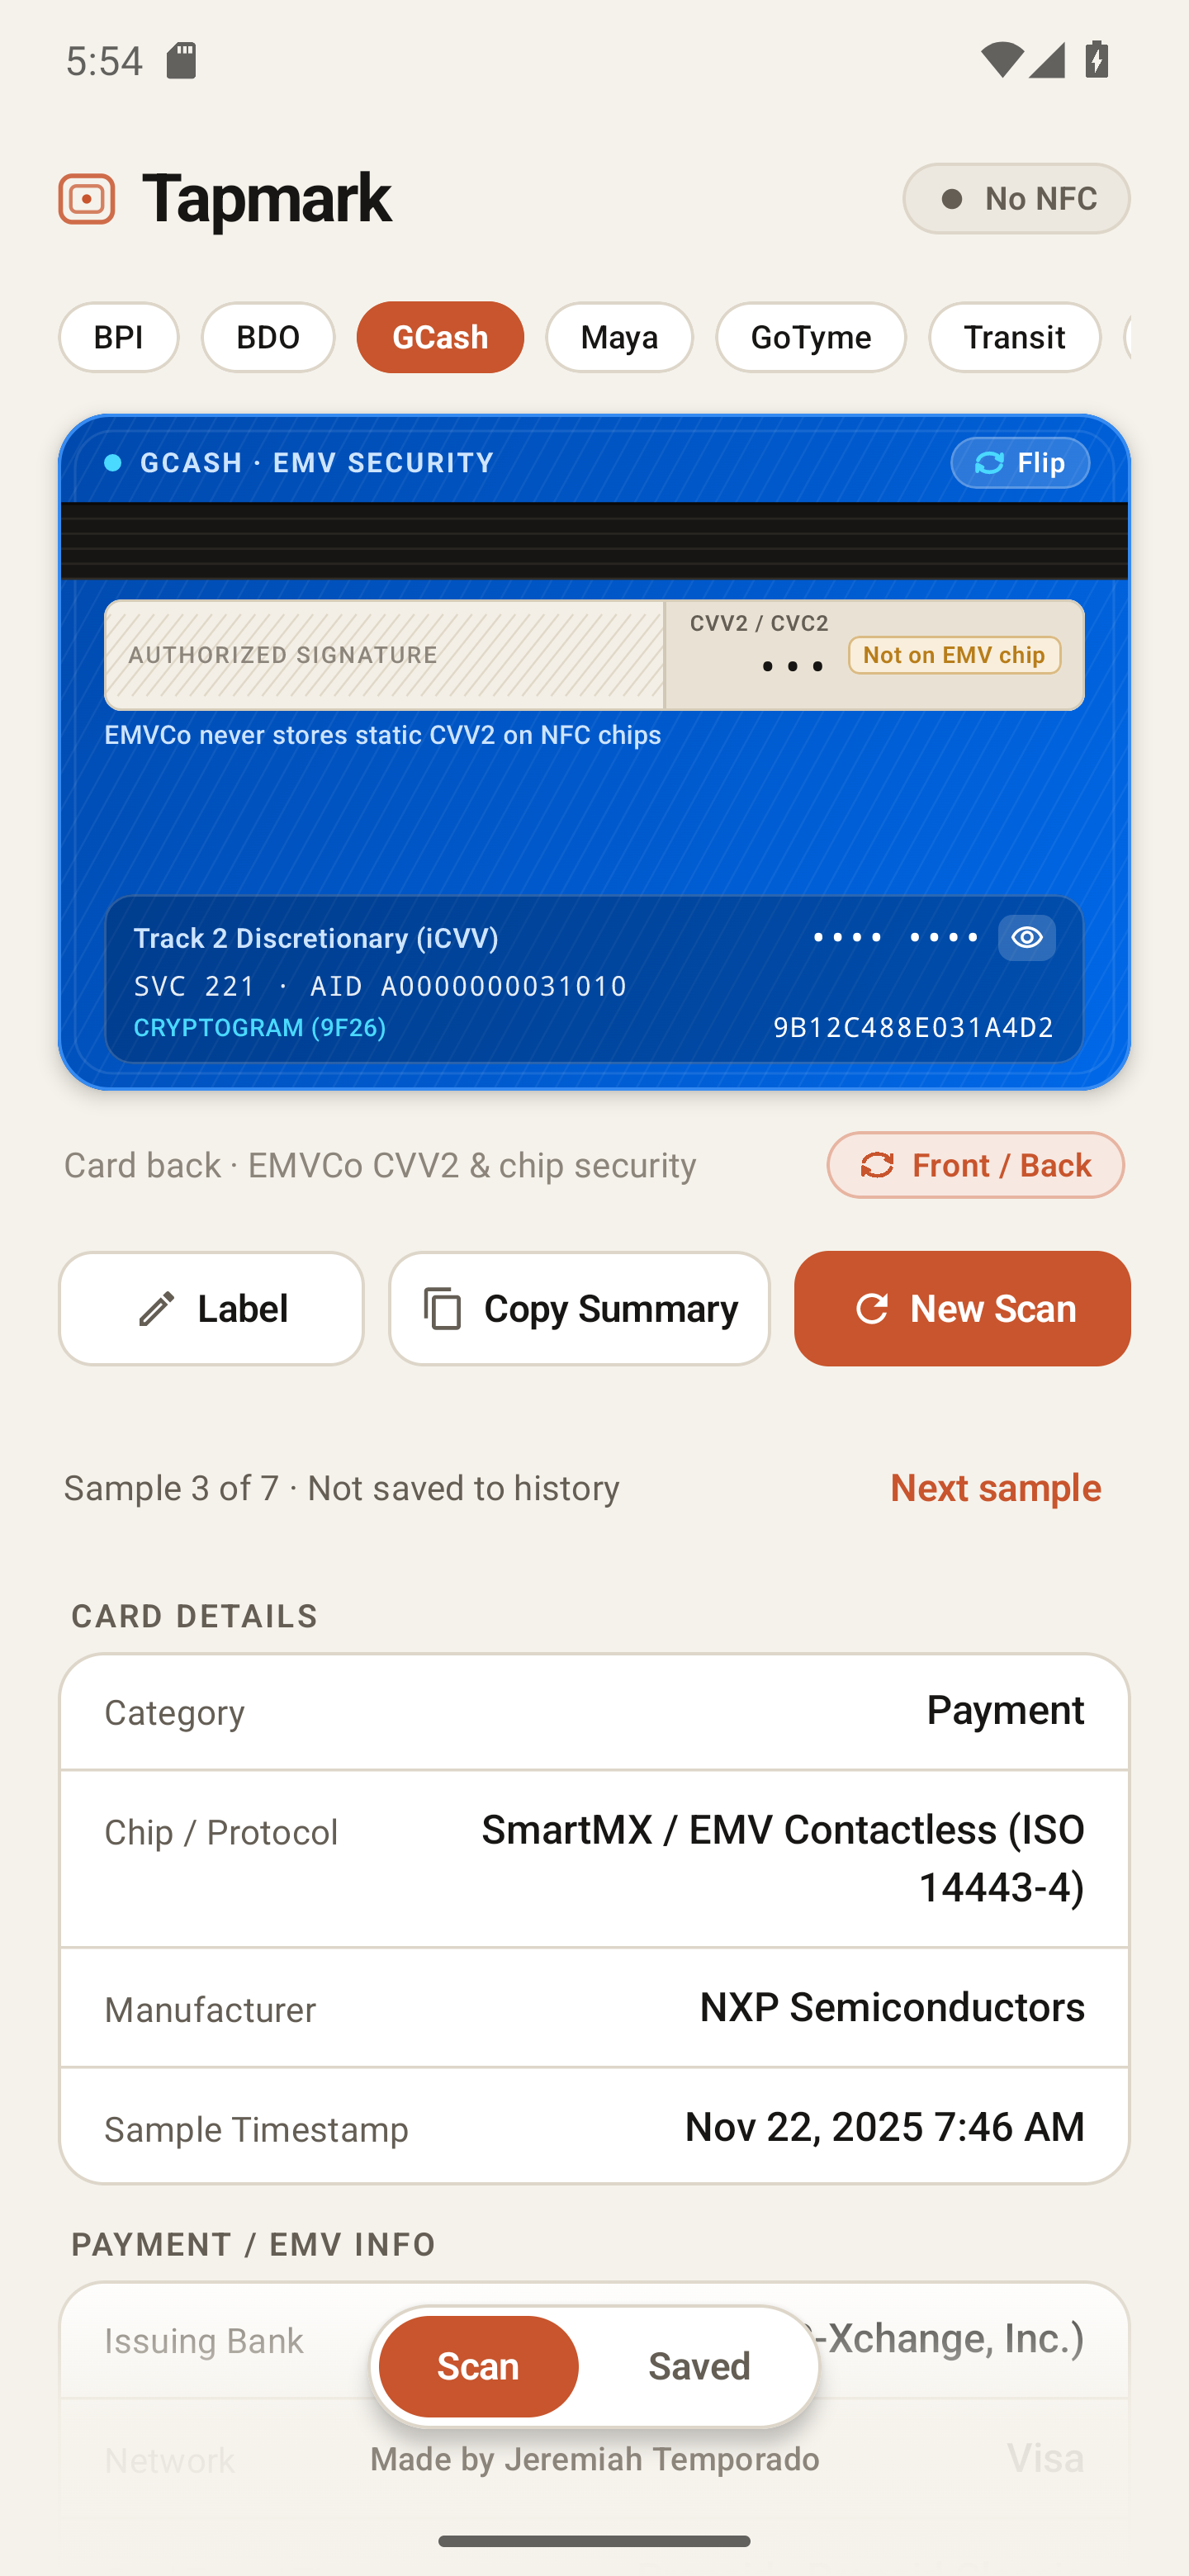 5:54
Tapmark
No NFC
BPI
BDO
GCash
Maya
GoTyme
Transit
GCASH · EMV SECURITY
Flip
AUTHORIZED SIGNATURE
CVV2 / CVC2
•••
Not on EMV chip
EMVCo never stores static CVV2 on NFC chips
Track 2 Discretionary (iCVV)
•••• ••••
SVC 221 · AID A0000000031010
CRYPTOGRAM (9F26)
9B12C488E031A4D2
Card back · EMVCo CVV2 & chip security
Front / Back
Label
Copy Summary
New Scan
Sample 3 of 7 · Not saved to history
Next sample
CARD DETAILS
Category
Payment
Chip / Protocol
SmartMX / EMV Contactless (ISO
14443-4)
Manufacturer
NXP Semiconductors
Sample Timestamp
Nov 22, 2025 7:46 AM
PAYMENT / EMV INFO
Issuing Bank
-Xchange, Inc.)
Scan
Saved
Network
Visa
Made by Jeremiah Temporado